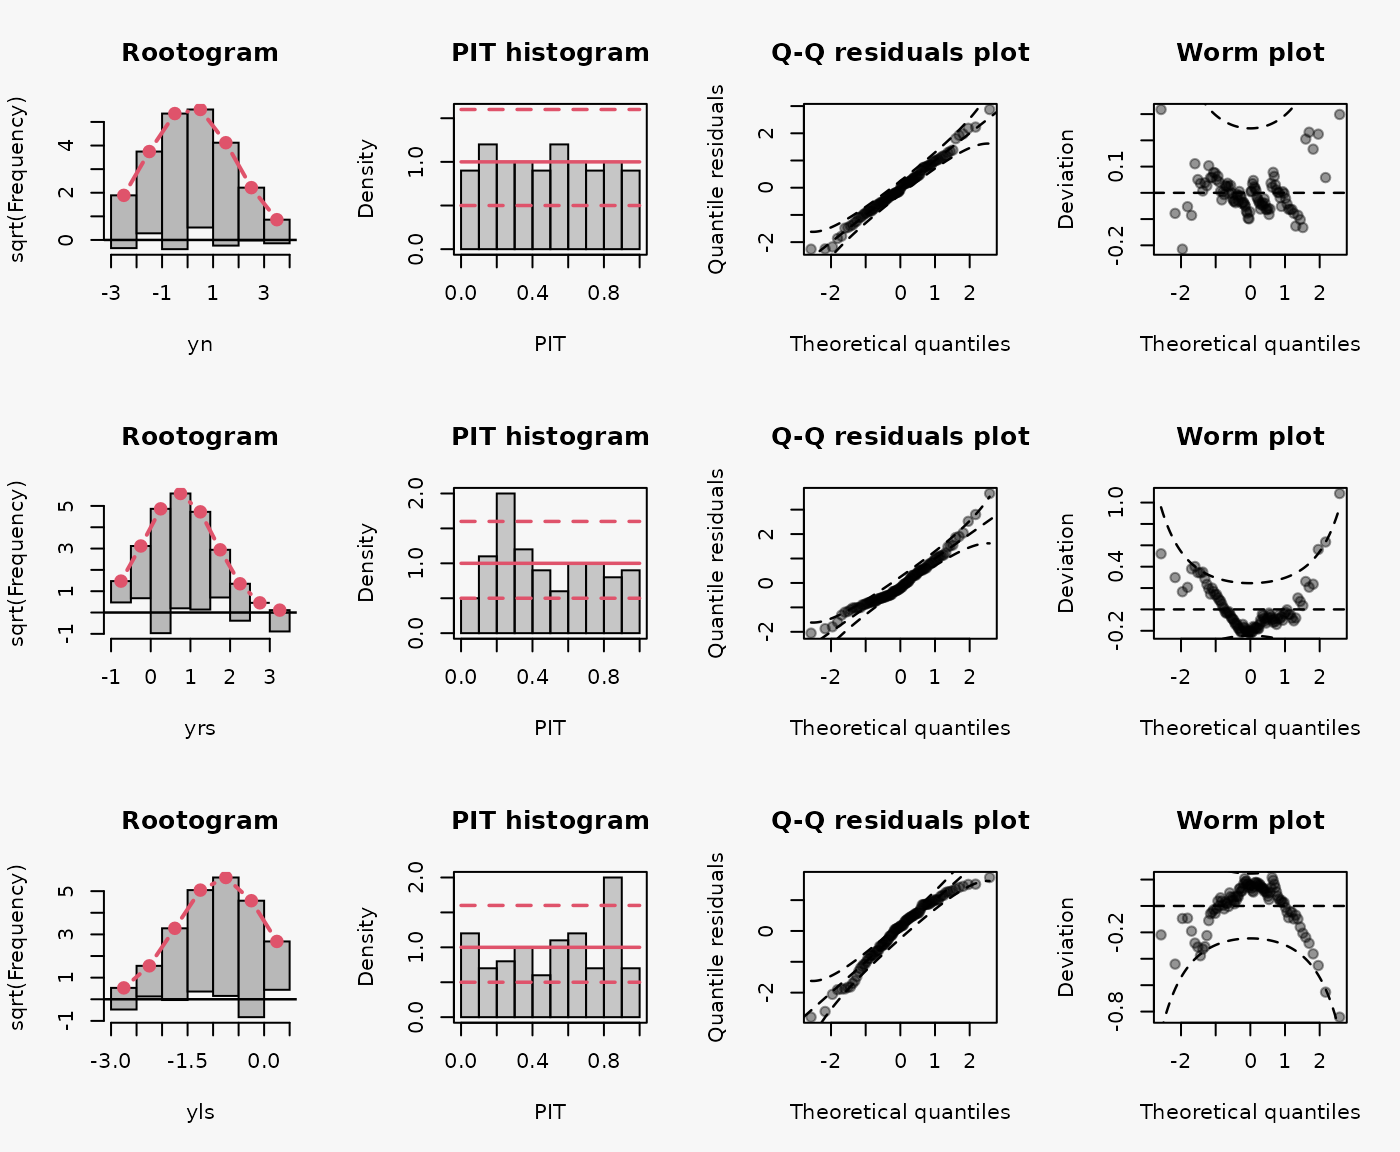 Rootogram
sqrt(Frequency)
0 2 4
-3 -1 1 3
yn
PIT histogram
Density
0.0 1.0
0.0 0.4 0.8
PIT
Q-Q residuals plot
Quantile residuals
-2 0 2
-2 0 1 2
Theoretical quantiles
Worm plot
Deviation
-0.2 0.1
-2 0 1 2
Theoretical quantiles
Rootogram
sqrt(Frequency)
-1 1 3 5
-1 0 1 2 3
yrs
PIT histogram
Density
0.0 1.0 2.0
0.0 0.4 0.8
PIT
Q-Q residuals plot
Quantile residuals
-2 0 2
-2 0 1 2
Theoretical quantiles
Worm plot
Deviation
-0.2 0.4 1.0
-2 0 1 2
Theoretical quantiles
Rootogram
sqrt(Frequency)
-1 1 3 5
-3.0 -1.5 0.0
yls
PIT histogram
Density
0.0 1.0 2.0
0.0 0.4 0.8
PIT
Q-Q residuals plot
Quantile residuals
-2 0
-2 0 1 2
Theoretical quantiles
Worm plot
Deviation
-0.8 -0.2
-2 0 1 2
Theoretical quantiles